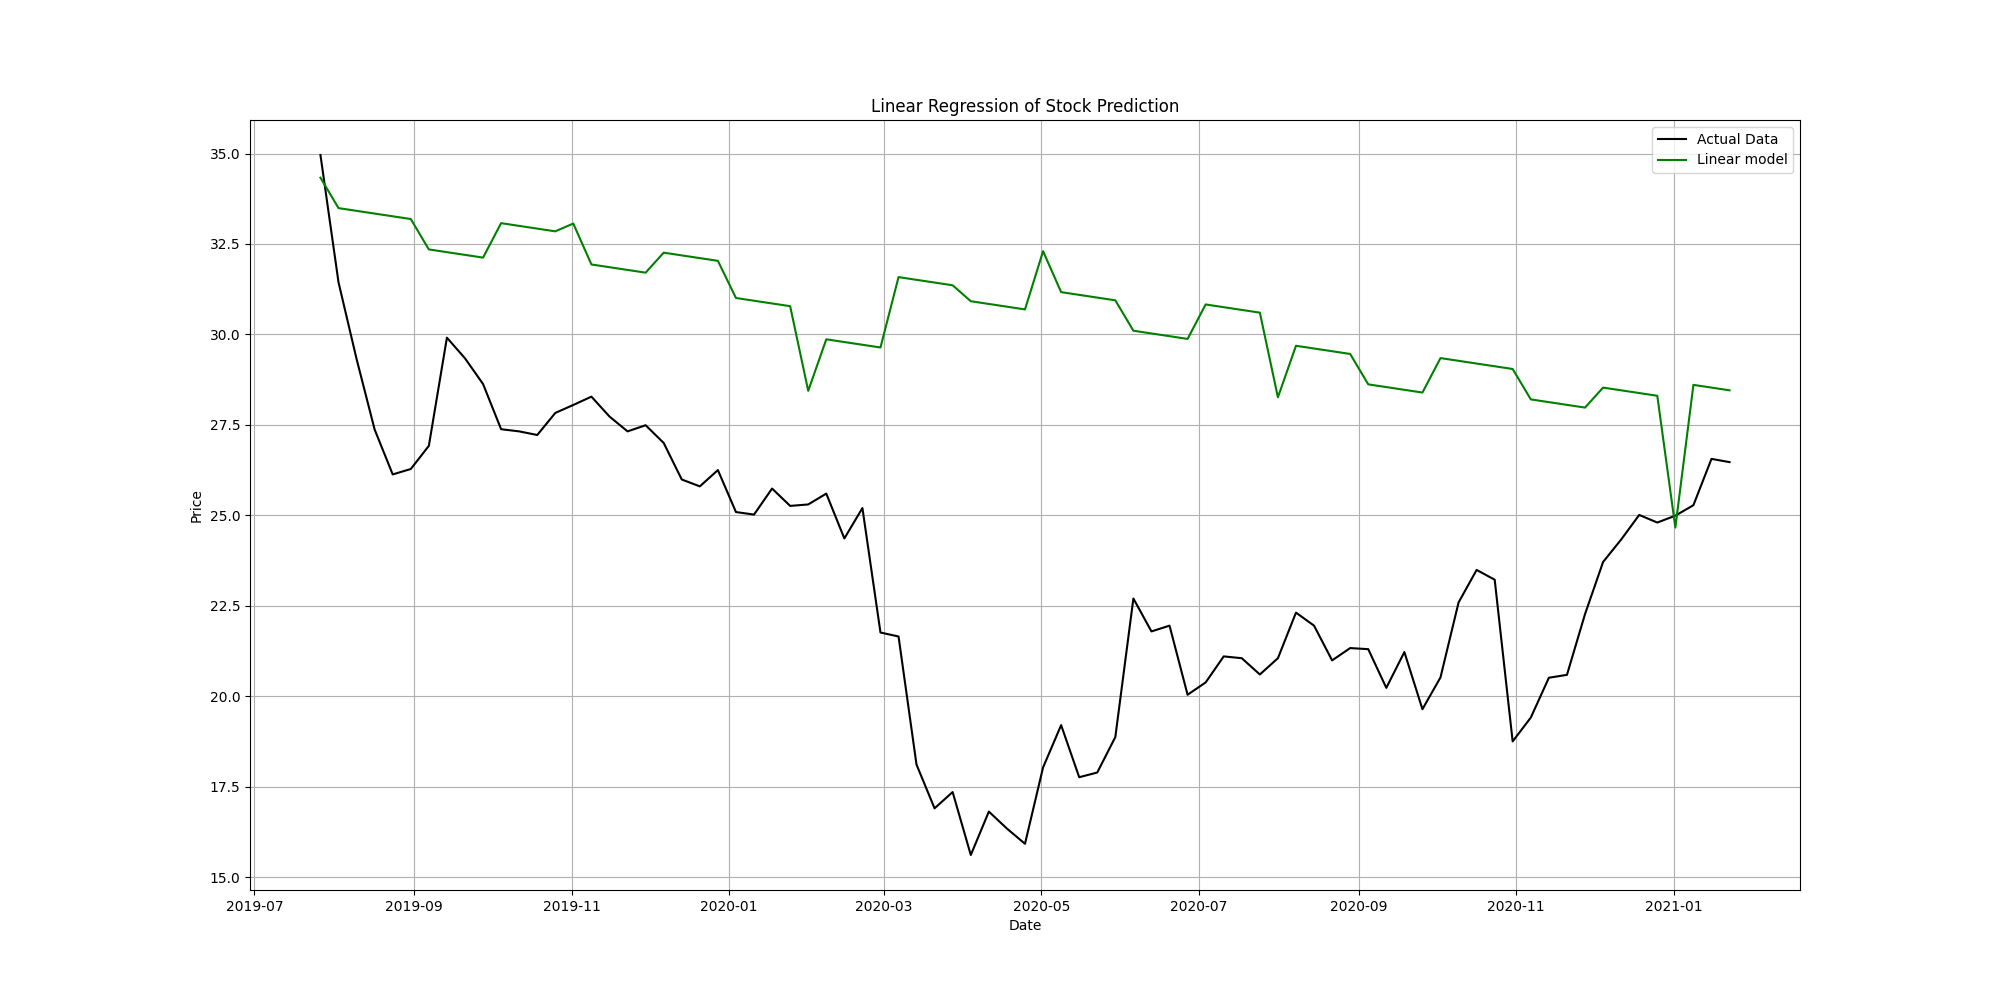 Linear Regression of Stock Prediction
Actual Data
Linear model
Price
35.0
32.5
30.0
27.5
25.0
22.5
20.0
17.5
15.0
2019-07 2019-09 2019-11 2020-01 2020-03 2020-05 2020-07 2020-09 2020-11 2021-01
Date